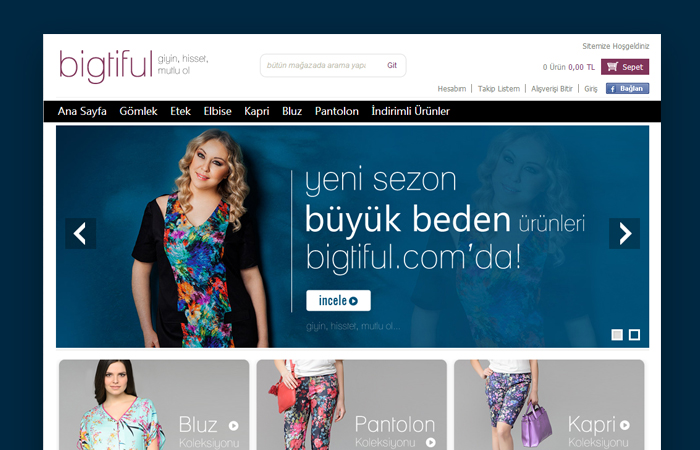 Sitemize Hoşgeldiniz
bigtiful
giyin, hisset,
mutlu ol
bütün mağazada arama yapı
Git
0 Ürün 0,00 TL
Sepet
Hesabım | Takip Listem | Alışverişi Bitir | Giriş
f Bağlan
Ana Sayfa Gömlek Etek Elbise Kapri Bluz Pantolon İndirimli Ürünler
yeni sezon
büyük beden ürünleri
bigtiful.com'da!
incele
giyin, hisstet, mutlu ol...
Bluz
Koleksiyonu
Pantolon
Koleksiyonu
Kapri
Koleksiyonu